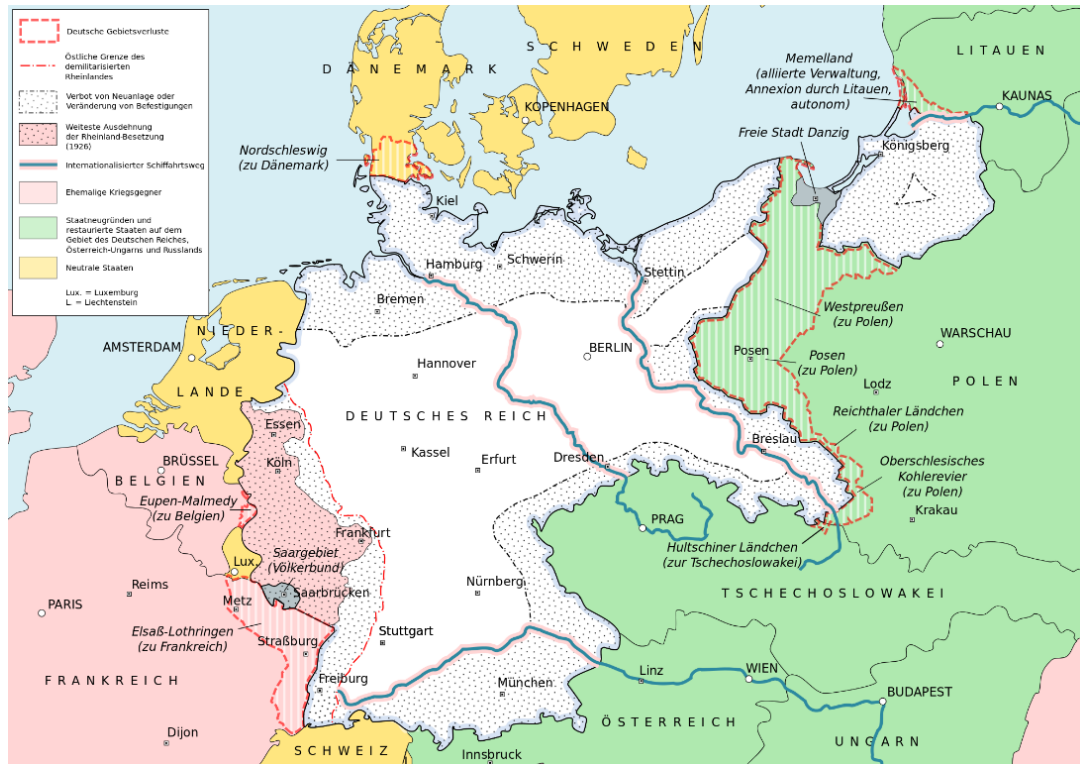 Deutsche Gebietsverluste
Östliche Grenze des
demilitarisierten
Rheinlandes
Verbot von Neuanlage oder
Veränderung von Befestigungen
Weiteste Ausdehnung
der Rheinland-Besetzung
(1926)
Internationalisierter Schiffahrtsweg
Ehemalige Kriegsgegner
Staatneugründen und
restaurierte Staaten auf dem
Gebiet des Deutschen Reiches,
Österreich-Ungarns und Russlands
Neutrale Staaten
Lux. = Luxemburg
L. = Liechtenstein
SCHWEDEN
DÄNEMARK
KOPENHAGEN
Nordschleswig
(zu Dänemark)
Memelland
(alliierte Verwaltung,
Annexion durch Litauen,
autonom)
LITAUEN
KAUNAS
Freie Stadt Danzig
Königsberg
Kiel
Hamburg
Schwerin
Stettin
Bremen
NIEDER-
LANDE
AMSTERDAM
Hannover
BERLIN
Westpreußen
(zu Polen)
WARSCHAU
Posen
Posen
(zu Polen)
POLEN
Lodz
DEUTSCHES REICH
Reichthaler Ländchen
(zu Polen)
Essen
Köln
Kassel
Erfurt
Dresden
Breslau
BRÜSSEL
BELGIEN
Oberschlesisches
Kohlerevier
(zu Polen)
Krakau
Eupen-Malmedy
(zu Belgien)
PRAG
Frankfurt
Hultschiner Ländchen
(zur Tschechoslowakei)
Saargebiet
(Völkerbund)
Lux.
Saarbrücken
Nürnberg
TSCHECHOSLOWAKEI
Reims
PARIS
Metz
Elsaß-Lothringen
(zu Frankreich)
Straßburg
Stuttgart
FRANKREICH
Freiburg
München
Linz
WIEN
BUDAPEST
Dijon
SCHWEIZ
ÖSTERREICH
UNGARN
Innsbruck